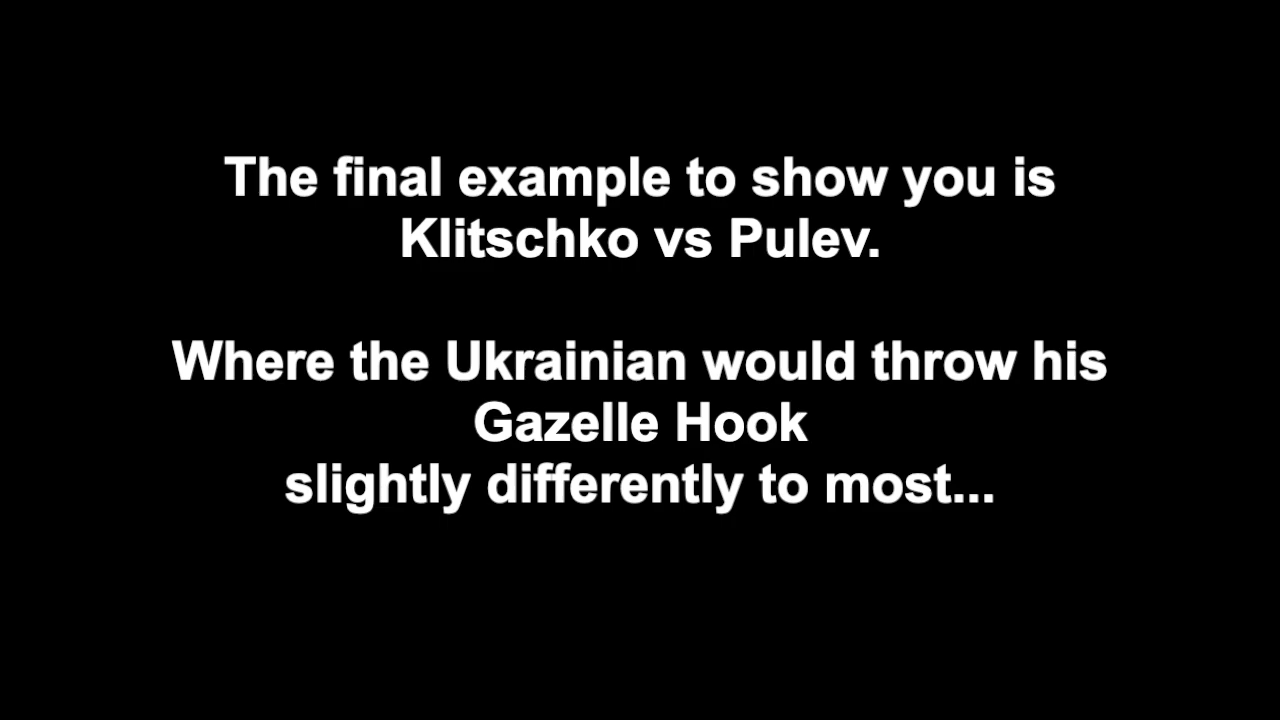 The final example to show you is
Klitschko vs Pulev.
Where the Ukrainian would throw his
Gazelle Hook
slightly differently to most...